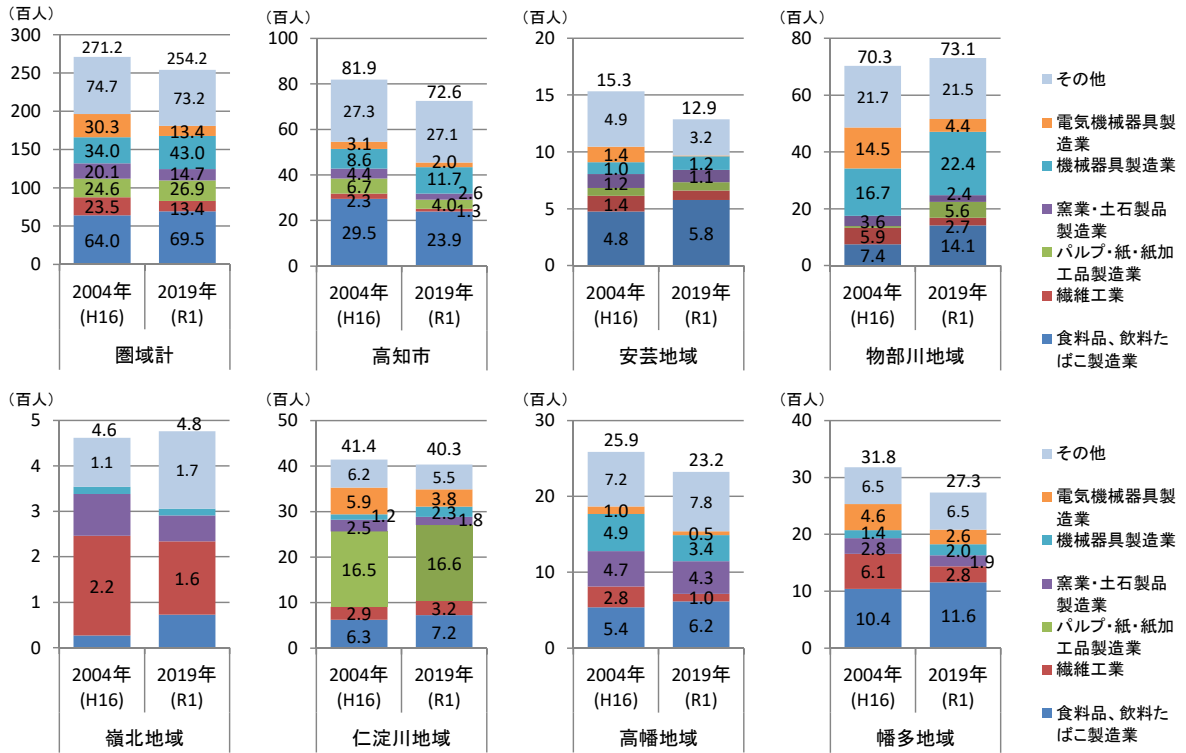 （百人）
300
250
200
150
100
50
0
271.2
254.2
74.7
73.2
30.3
13.4
34.0
43.0
20.1
14.7
24.6
26.9
23.5
13.4
64.0
69.5
2004年
(H16)
2019年
(R1)
圏域計
（百人）
100
80
60
40
20
0
81.9
72.6
27.3
27.1
3.1
2.0
8.6
11.7
4.4
2.6
6.7
4.0
2.3
1.3
29.5
23.9
2004年
(H16)
2019年
(R1)
高知市
（百人）
20
15
10
5
0
15.3
12.9
4.9
3.2
1.4
1.0
1.2
1.2
1.1
1.4
4.8
5.8
2004年
(H16)
2019年
(R1)
安芸地域
（百人）
80
60
40
20
0
70.3
73.1
21.7
21.5
14.5
4.4
16.7
22.4
3.6
2.4
5.6
5.9
2.7
7.4
14.1
2004年
(H16)
2019年
(R1)
物部川地域
その他
電気機械器具製
造業
機械器具製造業
窯業・土石製品
製造業
パルプ・紙・紙加
工品製造業
繊維工業
食料品、飲料た
ばこ製造業
（百人）
5
4
3
2
1
0
4.6
4.8
1.1
1.7
2.2
1.6
2004年
(H16)
2019年
(R1)
嶺北地域
（百人）
50
40
30
20
10
0
41.4
40.3
6.2
5.5
5.9
3.8
1.2
2.3
2.5
1.8
16.5
16.6
2.9
3.2
6.3
7.2
2004年
(H16)
2019年
(R1)
仁淀川地域
（百人）
30
20
10
0
25.9
23.2
7.2
7.8
1.0
0.5
4.9
3.4
4.7
4.3
2.8
1.0
5.4
6.2
2004年
(H16)
2019年
(R1)
高幡地域
（百人）
40
30
20
10
0
31.8
27.3
6.5
6.5
4.6
2.6
1.4
2.0
2.8
1.9
6.1
2.8
10.4
11.6
2004年
(H16)
2019年
(R1)
幡多地域
その他
電気機械器具製
造業
機械器具製造業
窯業・土石製品
製造業
パルプ・紙・紙加
工品製造業
繊維工業
食料品、飲料た
ばこ製造業